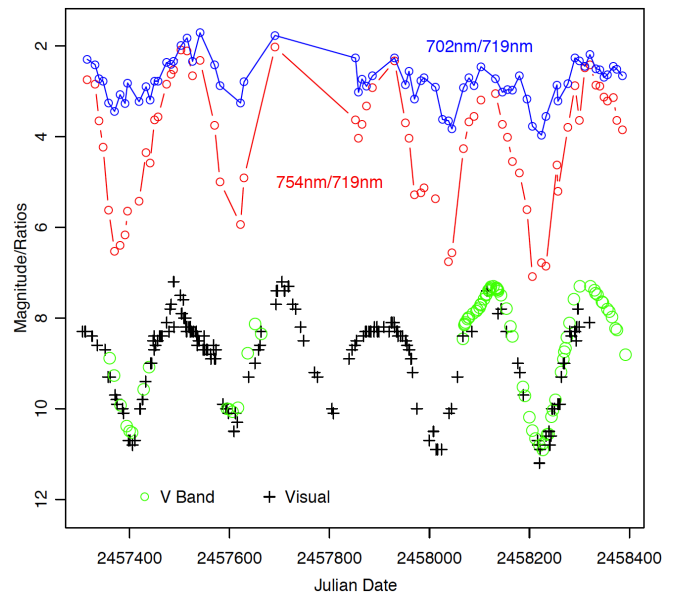 702nm/719nm
754nm/719nm
Magnitude/Ratios
2
4
6
8
10
12
V Band Visual
2457400 2457600 2457800 2458000 2458200 2458400
Julian Date